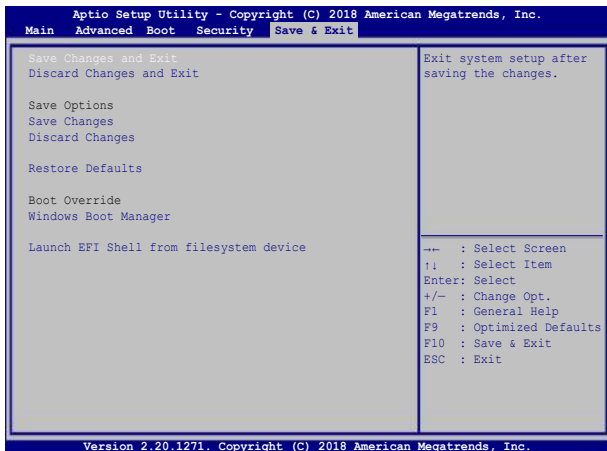 Aptio Setup Utility - Copyright (C) 2018 American Megatrends, Inc.
Main Advanced Boot Security Save & Exit
Save Changes and Exit
Discard Changes and Exit
Save Options
Save Changes
Discard Changes
Restore Defaults
Boot Override
Windows Boot Manager
Launch EFI Shell from filesystem device
Exit system setup after
saving the changes.
→← : Select Screen
↑↓ : Select Item
Enter: Select
+/— : Change Opt.
F1 : General Help
F9 : Optimized Defaults
F10 : Save & Exit
ESC : Exit
Version 2.20.1271. Copyright (C) 2018 American Megatrends, Inc.